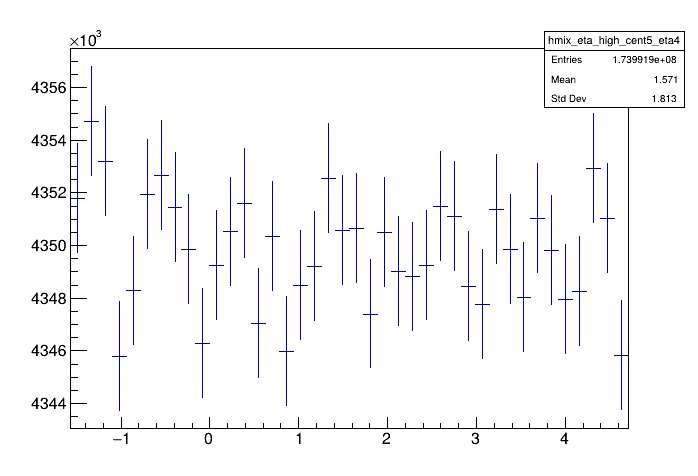 ×10³
hmix_eta_high_cent5_eta4
Entries 1.739919e+08
Mean 1.571
Std Dev 1.813
4356
4354
4352
4350
4348
4346
4344
−1 0 1 2 3 4